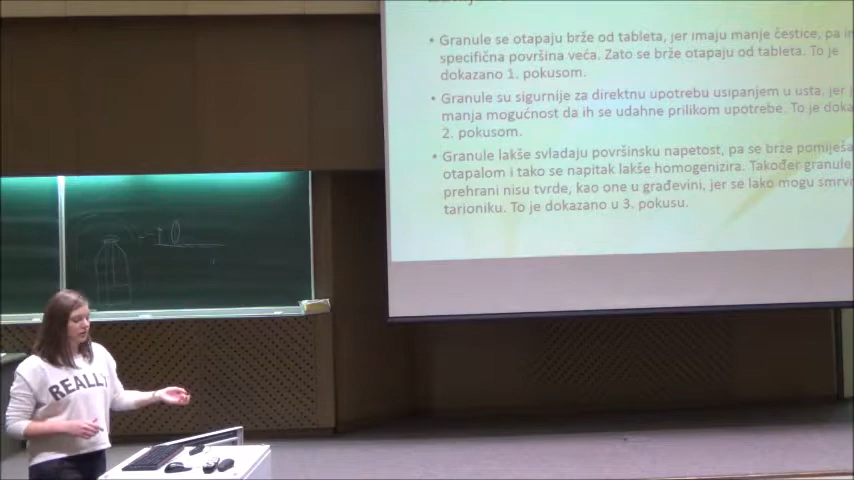 • Granule se otapaju brže od tableta, jer imaju manje čestice, pa
specifična površina veća. Zato se brže otapaju od tableta. To je
dokazano 1. pokusom.
• Granule su sigurnije za direktnu upotrebu usipanjem u usta, jer
manja mogućnost da ih se udahne prilikom upotrebe. To je
2. pokusom.
• Granule lakše svladaju površinsku napetost, pa se brže
otapalom i tako se napitak lakše homogenizira. Također
prehrani nisu tvrde, kao one u građevini, jer se lako mogu
tarioniku. To je dokazano u 3. pokusu.
REALLY